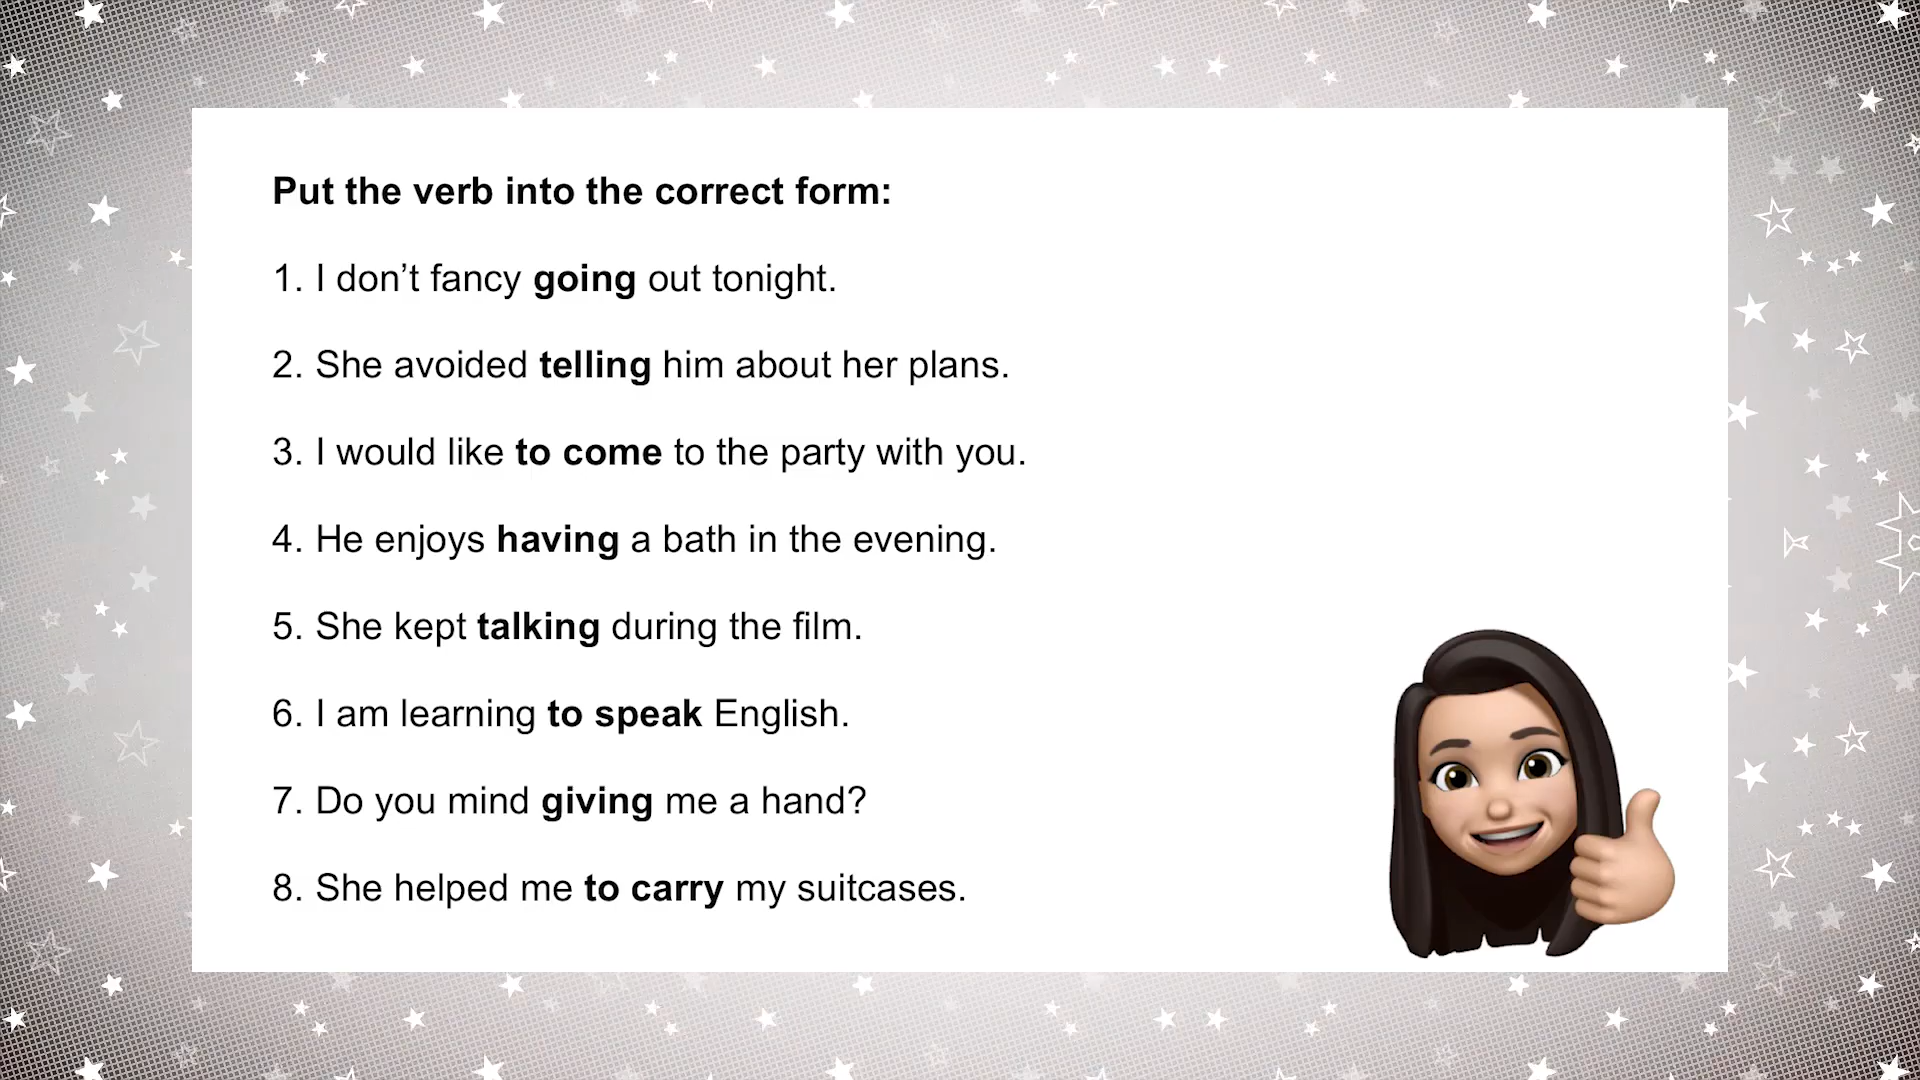 Put the verb into the correct form:
1. I don’t fancy going out tonight.
2. She avoided telling him about her plans.
3. I would like to come to the party with you.
4. He enjoys having a bath in the evening.
5. She kept talking during the film.
6. I am learning to speak English.
7. Do you mind giving me a hand?
8. She helped me to carry my suitcases.